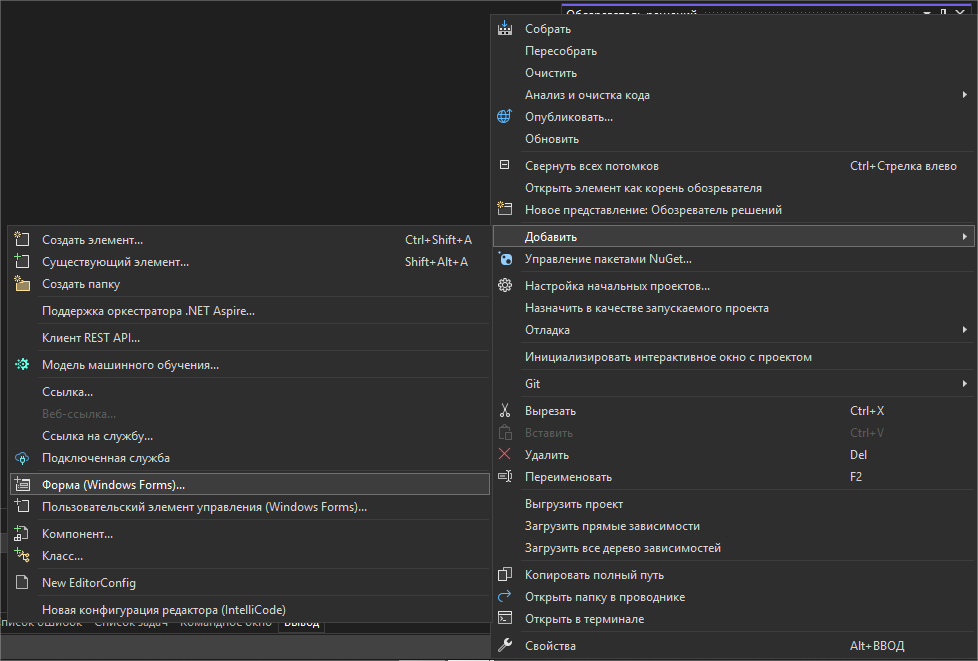 Обозреватель решений
Собрать
Пересобрать
Очистить
Анализ и очистка кода
Опубликовать...
Обновить
Свернуть всех потомков Ctrl+Стрелка влево
Открыть элемент как корень обозревателя
Новое представление: Обозреватель решений
Добавить
Управление пакетами NuGet...
Настройка начальных проектов...
Назначить в качестве запускаемого проекта
Отладка
Инициализировать интерактивное окно с проектом
Git
Вырезать Ctrl+X
Вставить Ctrl+V
Удалить Del
Переименовать F2
Выгрузить проект
Загрузить прямые зависимости
Загрузить все дерево зависимостей
Копировать полный путь
Открыть папку в проводнике
Открыть в терминале
Свойства Alt+ВВОД
Создать элемент... Ctrl+Shift+A
Существующий элемент... Shift+Alt+A
Создать папку
Поддержка оркестратора .NET Aspire...
Клиент REST API...
Модель машинного обучения...
Ссылка...
Веб-ссылка...
Ссылка на службу...
Подключенная служба
Форма (Windows Forms)...
Пользовательский элемент управления (Windows Forms)...
Компонент...
Класс...
New EditorConfig
Новая конфигурация редактора (IntelliCode)
писок ошибок Список задач Командное окно Вывод